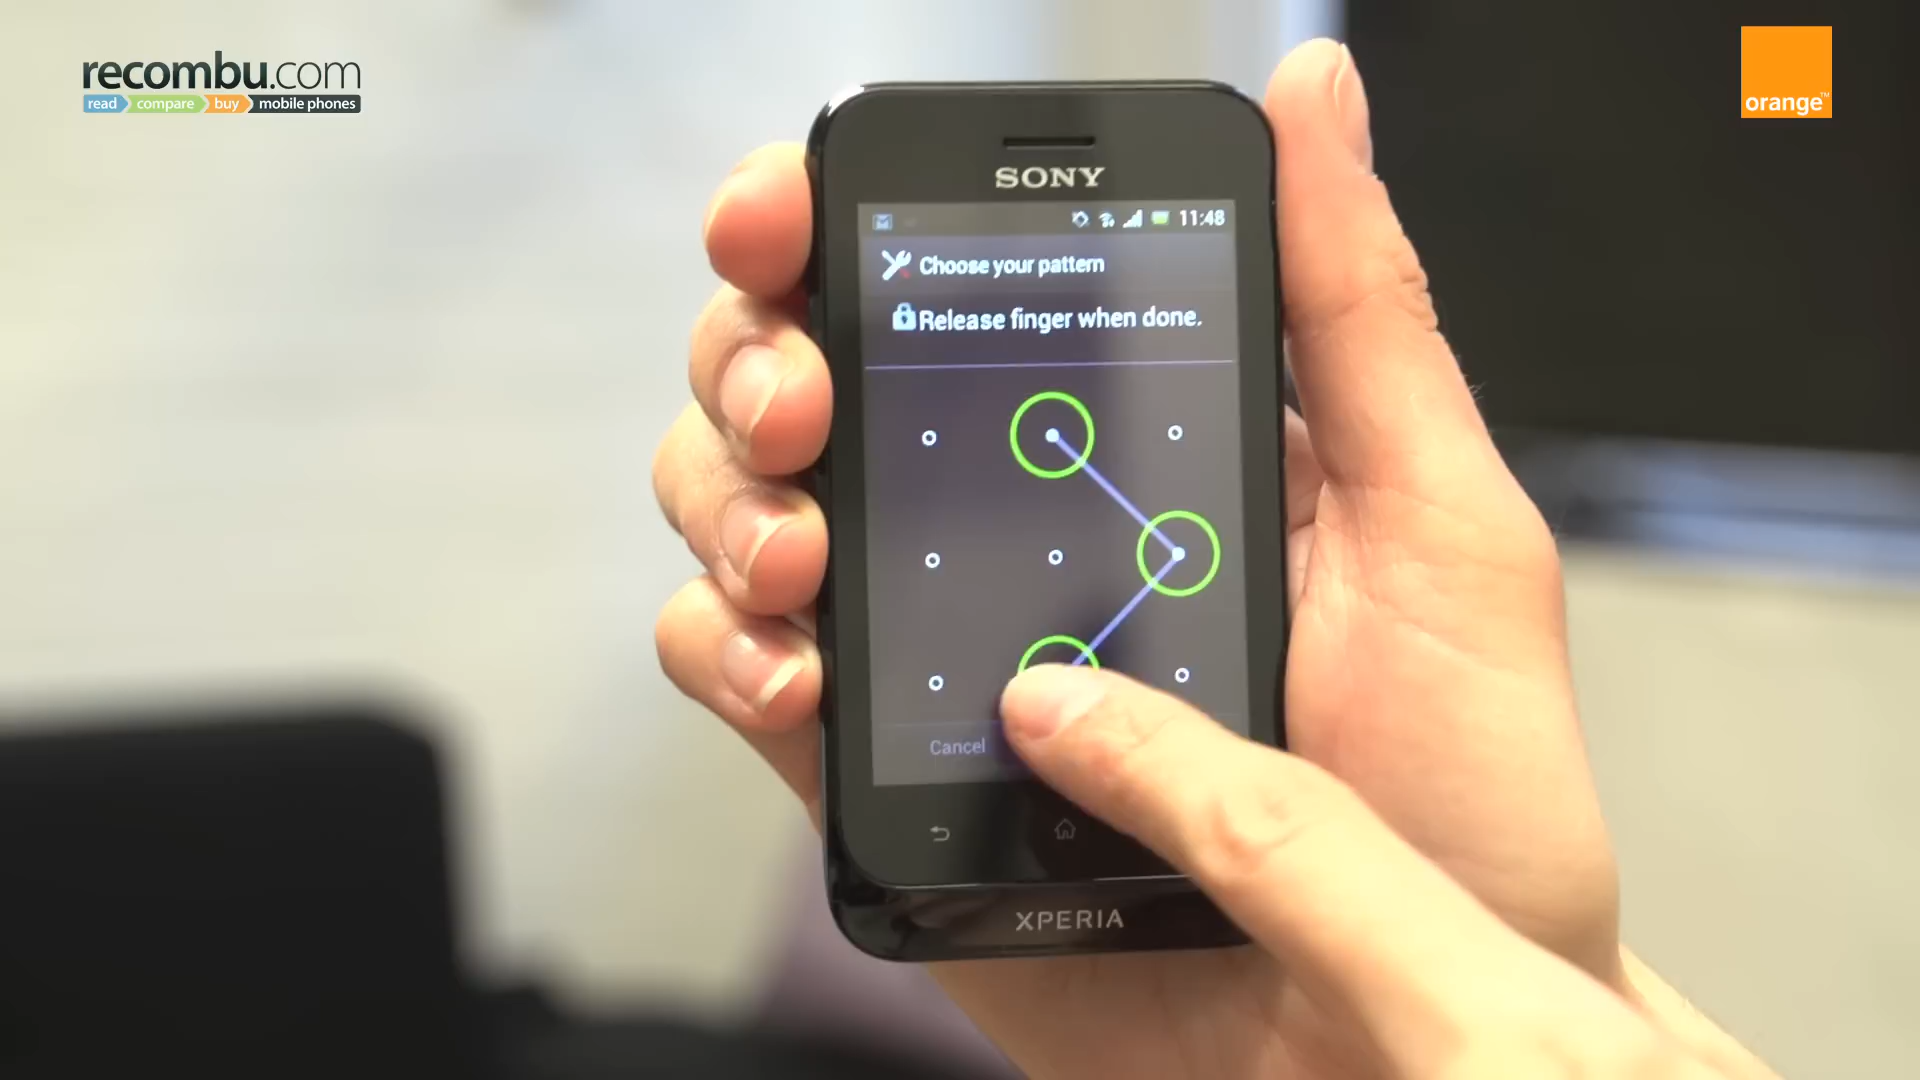 recombu.com
read compare buy mobile phones
orange™
SONY
11:48
Choose your pattern
Release finger when done.
Cancel
XPERIA